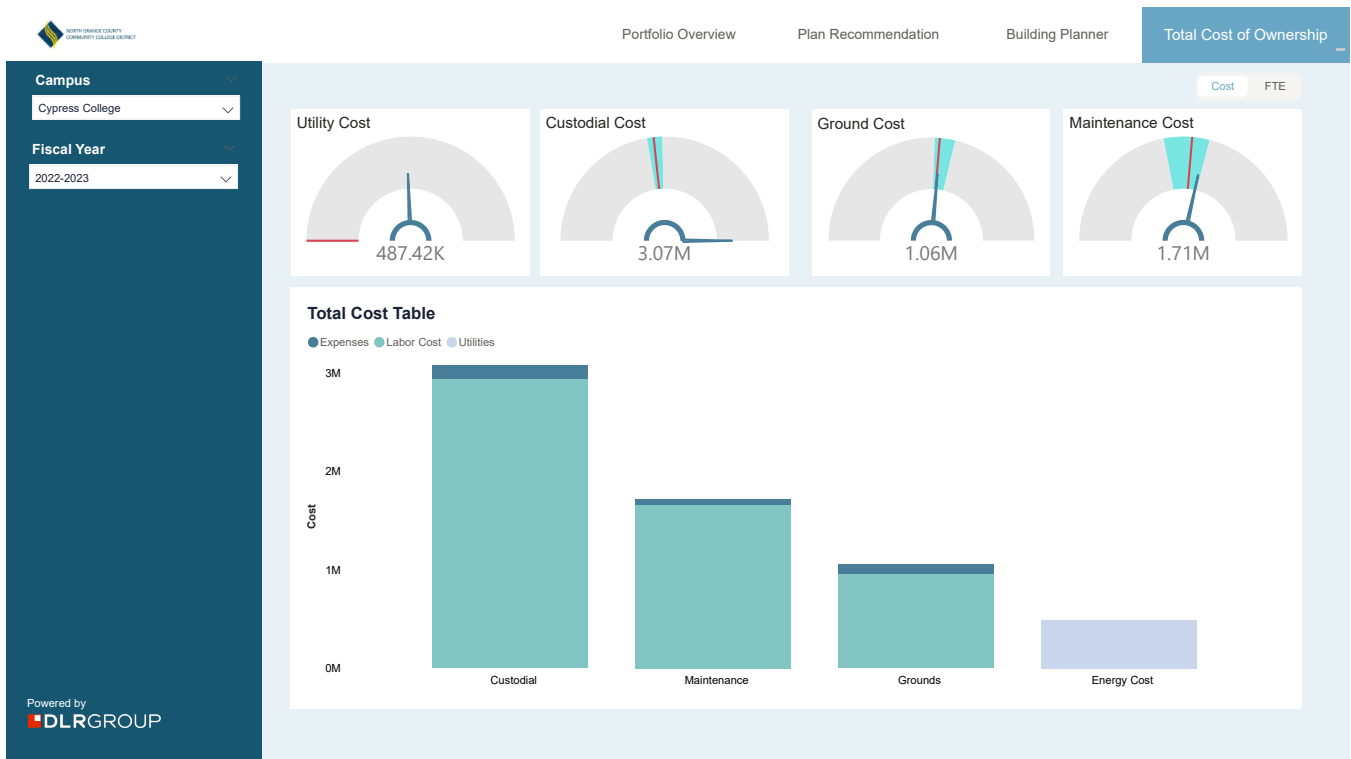 NORTH ORANGE COUNTY
COMMUNITY COLLEGE DISTRICT
Portfolio Overview
Plan Recommendation
Building Planner
Total Cost of Ownership
Campus
Cypress College
Fiscal Year
2022-2023
Cost
FTE
Utility Cost
487.42K
Custodial Cost
3.07M
Ground Cost
1.06M
Maintenance Cost
1.71M
Total Cost Table
Expenses Labor Cost Utilities
Cost
3M
2M
1M
0M
Custodial
Maintenance
Grounds
Energy Cost
Powered by
DLRGROUP